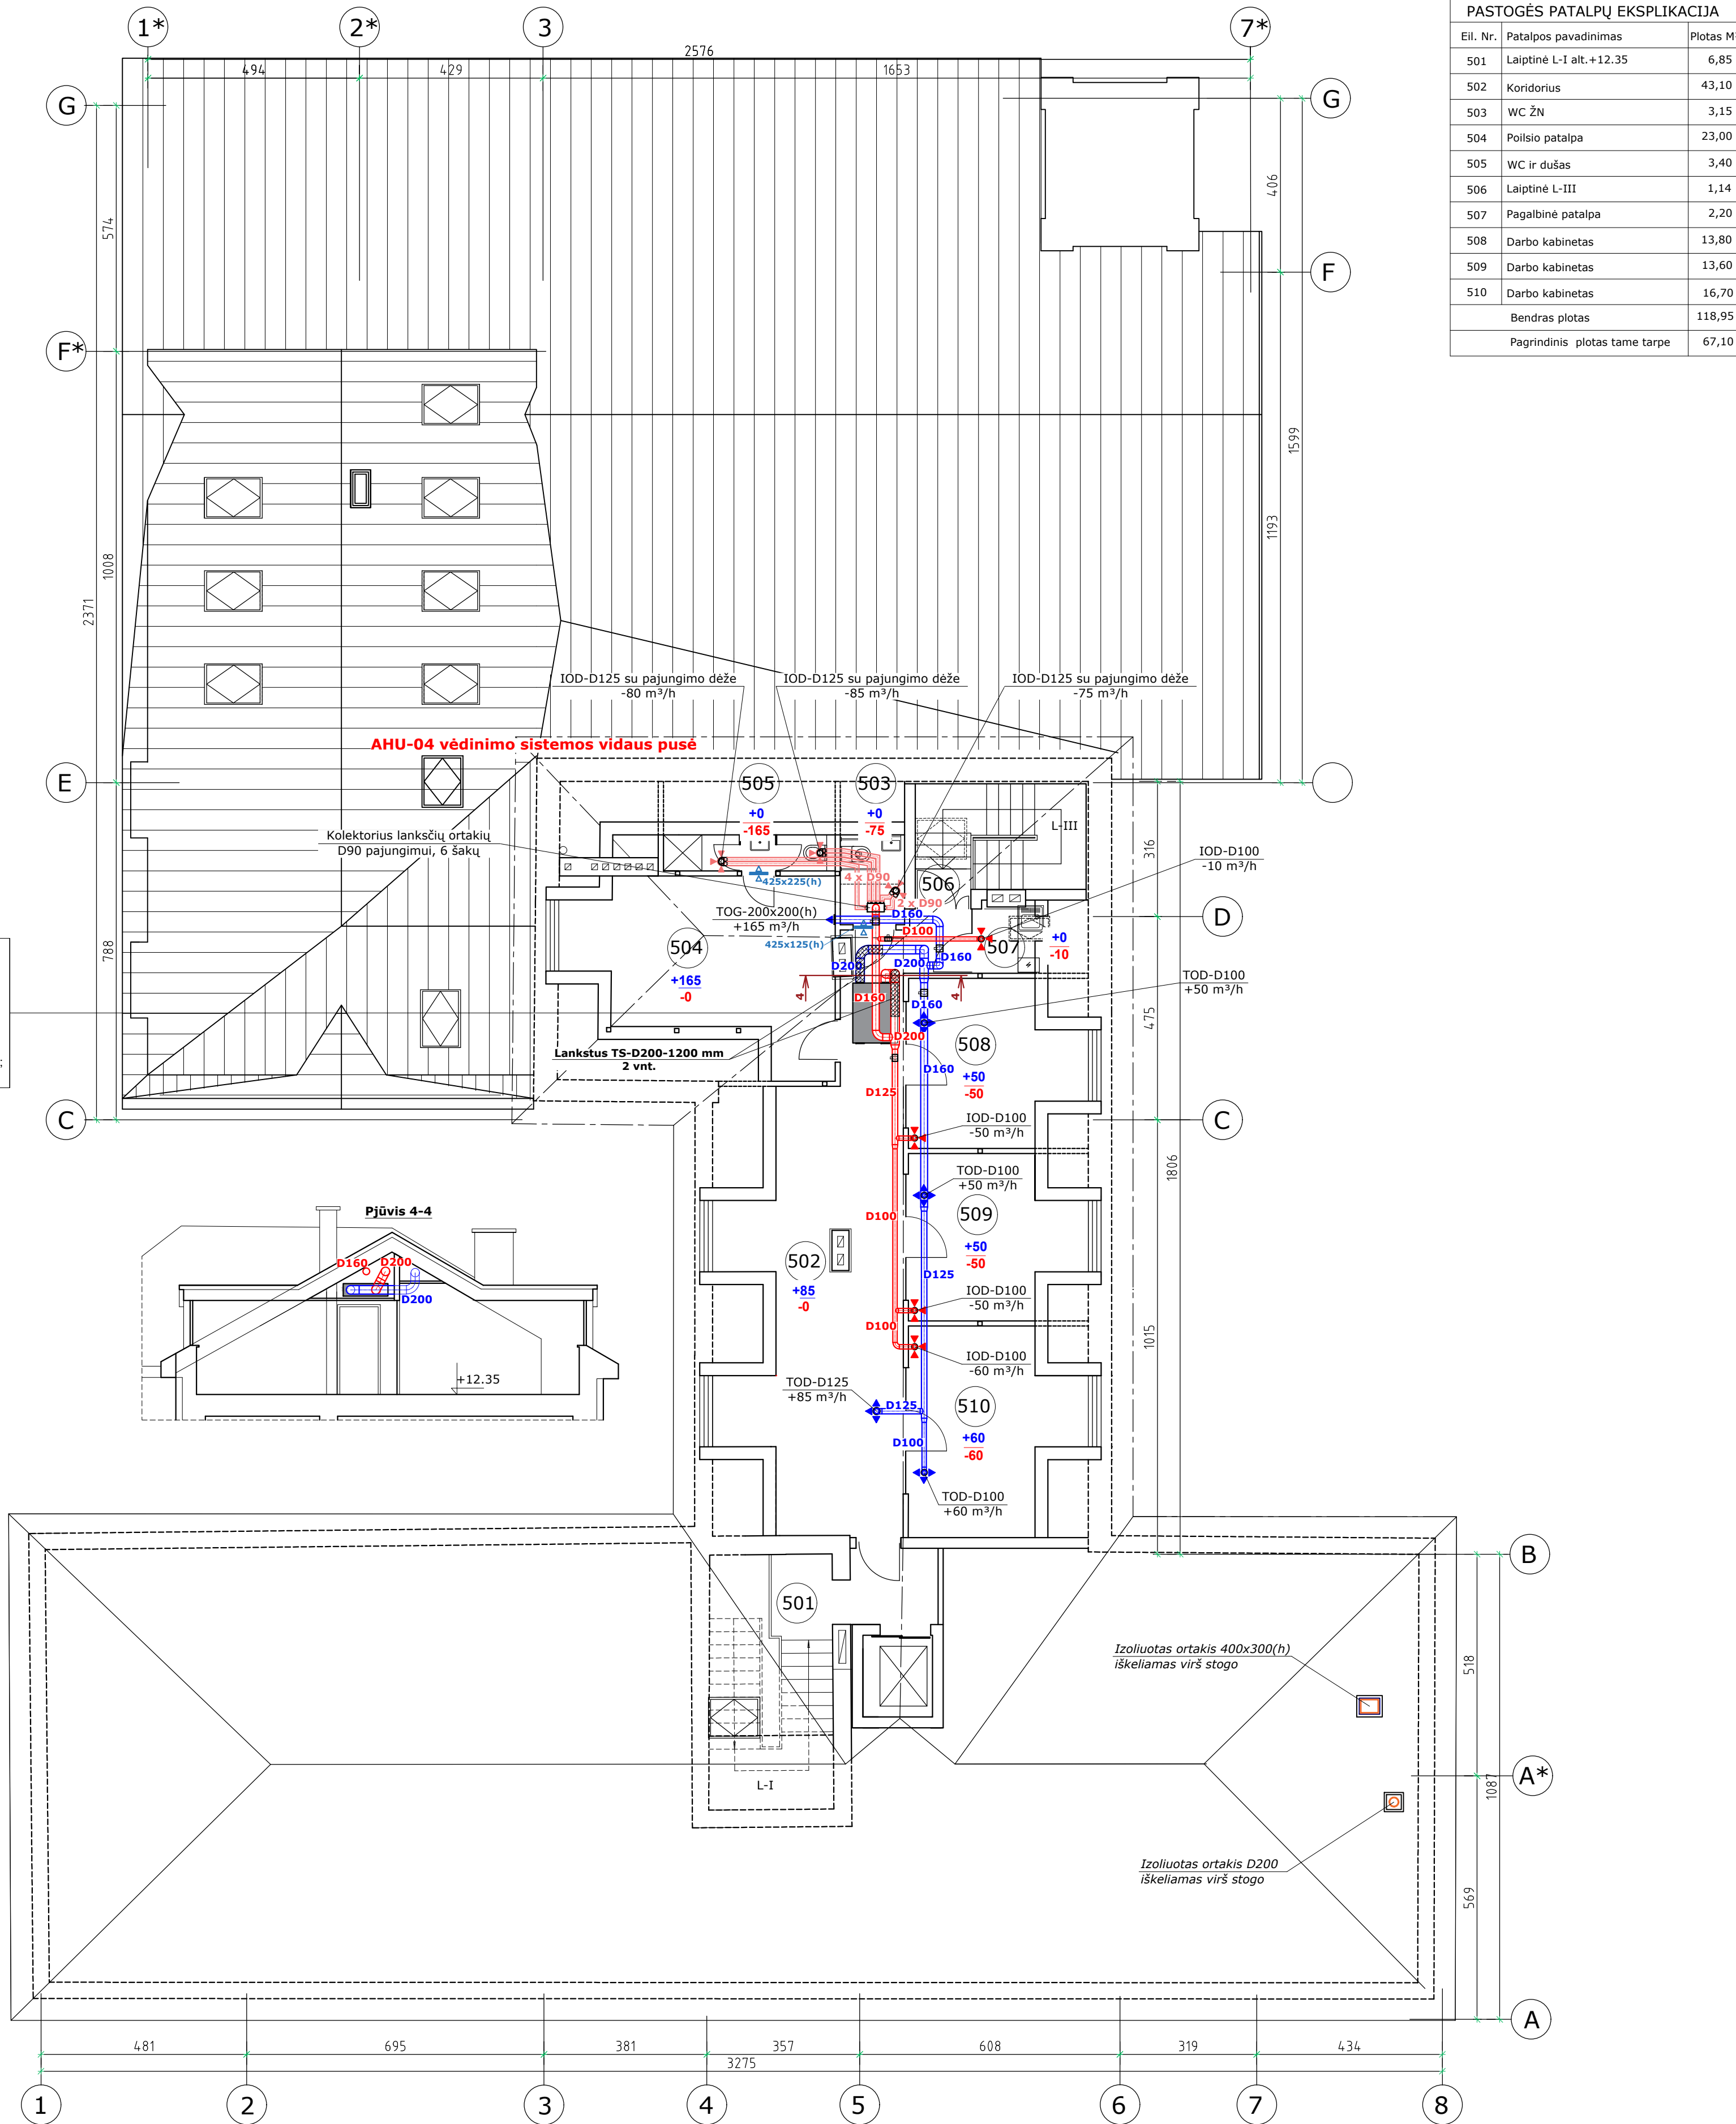 PASTOGĖS PATALPŲ EKSPLIKACIJA
Eil. Nr. Patalpos pavadinimas Plotas M
501 Laiptinė L-I alt.+12.35 6,85
502 Koridorius 43,10
503 WC ŽN 3,15
504 Poilsio patalpa 23,00
505 WC ir dušas 3,40
506 Laiptinė L-III 1,14
507 Pagalbinė patalpa 2,20
508 Darbo kabinetas 13,80
509 Darbo kabinetas 13,60
510 Darbo kabinetas 16,70
Bendras plotas 118,95
Pagrindinis plotas tame tarpe 67,10
1* 2* 3 7*
2576
494 429 1653
G G
574
406
F
F*
1599
1193
1008
2371
IOD-D125 su pajungimo dėže
-80 m³/h
IOD-D125 su pajungimo dėže
-85 m³/h
IOD-D125 su pajungimo dėže
-75 m³/h
AHU-04 vėdinimo sistemos vidaus pusė
E
505
+0
-165
503
+0
-75
L-III
Kolektorius lanksčių ortakių
D90 pajungimui, 6 šakų
316
IOD-D100
-10 m³/h
425x225(h)
4 x D90
506
2 x D90
TOG-200x200(h)
+165 m³/h
D160
D
D100
425x125(h)
504
507
+0
-10
788
D200
D200
D160
+165
-0
TOD-D100
+50 m³/h
4 4
D160
D160
475
D200
508
Lankstus TS-D200-1200 mm
2 vnt.
D160
+50
-50
D125
C
IOD-D100
-50 m³/h
C
1806
TOD-D100
+50 m³/h
Pjūvis 4-4
D100
509
+50
-50
502
D160 D200
D125
+85
-0
D200
IOD-D100
-50 m³/h
D100
1015
IOD-D100
-60 m³/h
+12.35
TOD-D125
+85 m³/h
D125
510
D100
+60
-60
TOD-D100
+60 m³/h
B
501
Izoliuotas ortakis 400x300(h)
iškeliamas virš stogo
518
L-I
A*
1087
Izoliuotas ortakis D200
iškeliamas virš stogo
569
A
481 695 381 357 608 319 434
3275
1 2 3 4 5 6 7 8